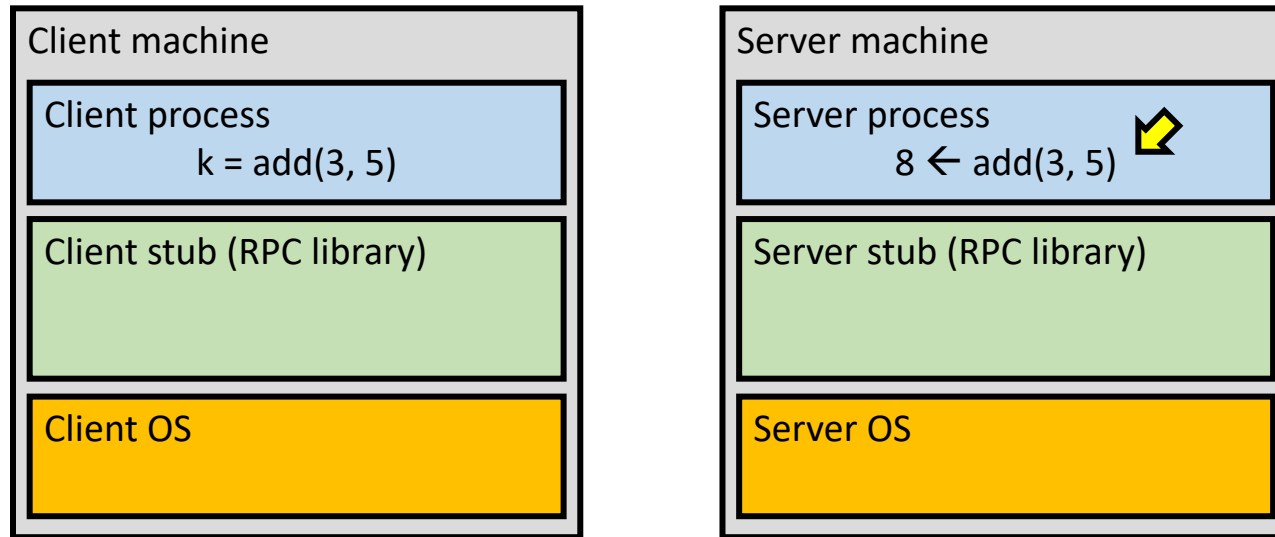 Client machine
Client process
k = add(3, 5)
Client stub (RPC library)
Client OS
Server machine
Server process
8 ← add(3, 5)
Server stub (RPC library)
Server OS